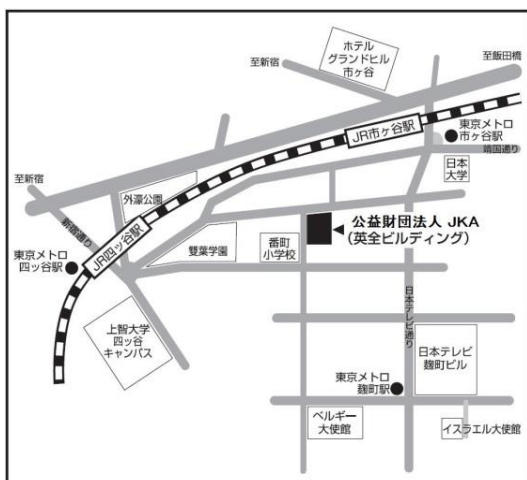 ホテル
グランドヒル
市ヶ谷
至新宿
至飯田橋
JR市ヶ谷駅
東京メトロ
市ヶ谷駅
靖国通り
日本
大学
至新宿
外濠公園
新宿通り
JR四ッ谷駅
東京メトロ
四ッ谷駅
雙葉学園
番町
小学校
公益財団法人 JKA
(英全ビルディング)
上智大学
四ッ谷
キャンパス
日本テレビ通り
日本テレビ
麹町ビル
東京メトロ
麹町駅
ベルギー
大使館
イスラエル大使館